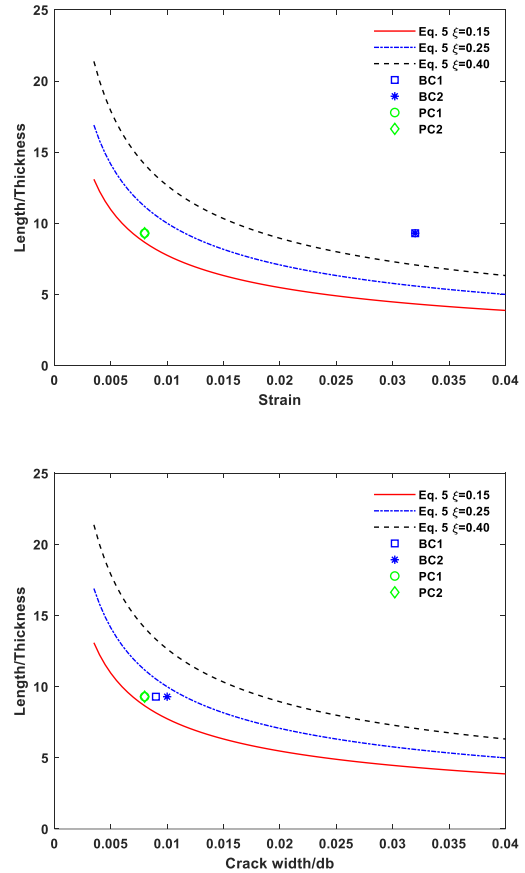 25
20
15
10
5
0
Length/Thickness
Eq. 5 ξ=0.15
Eq. 5 ξ=0.25
Eq. 5 ξ=0.40
BC1
BC2
PC1
PC2
0 0.005 0.01 0.015 0.02 0.025 0.03 0.035 0.04
Strain
25
20
15
10
5
0
Length/Thickness
Eq. 5 ξ=0.15
Eq. 5 ξ=0.25
Eq. 5 ξ=0.40
BC1
BC2
PC1
PC2
0 0.005 0.01 0.015 0.02 0.025 0.03 0.035 0.04
Crack width/db